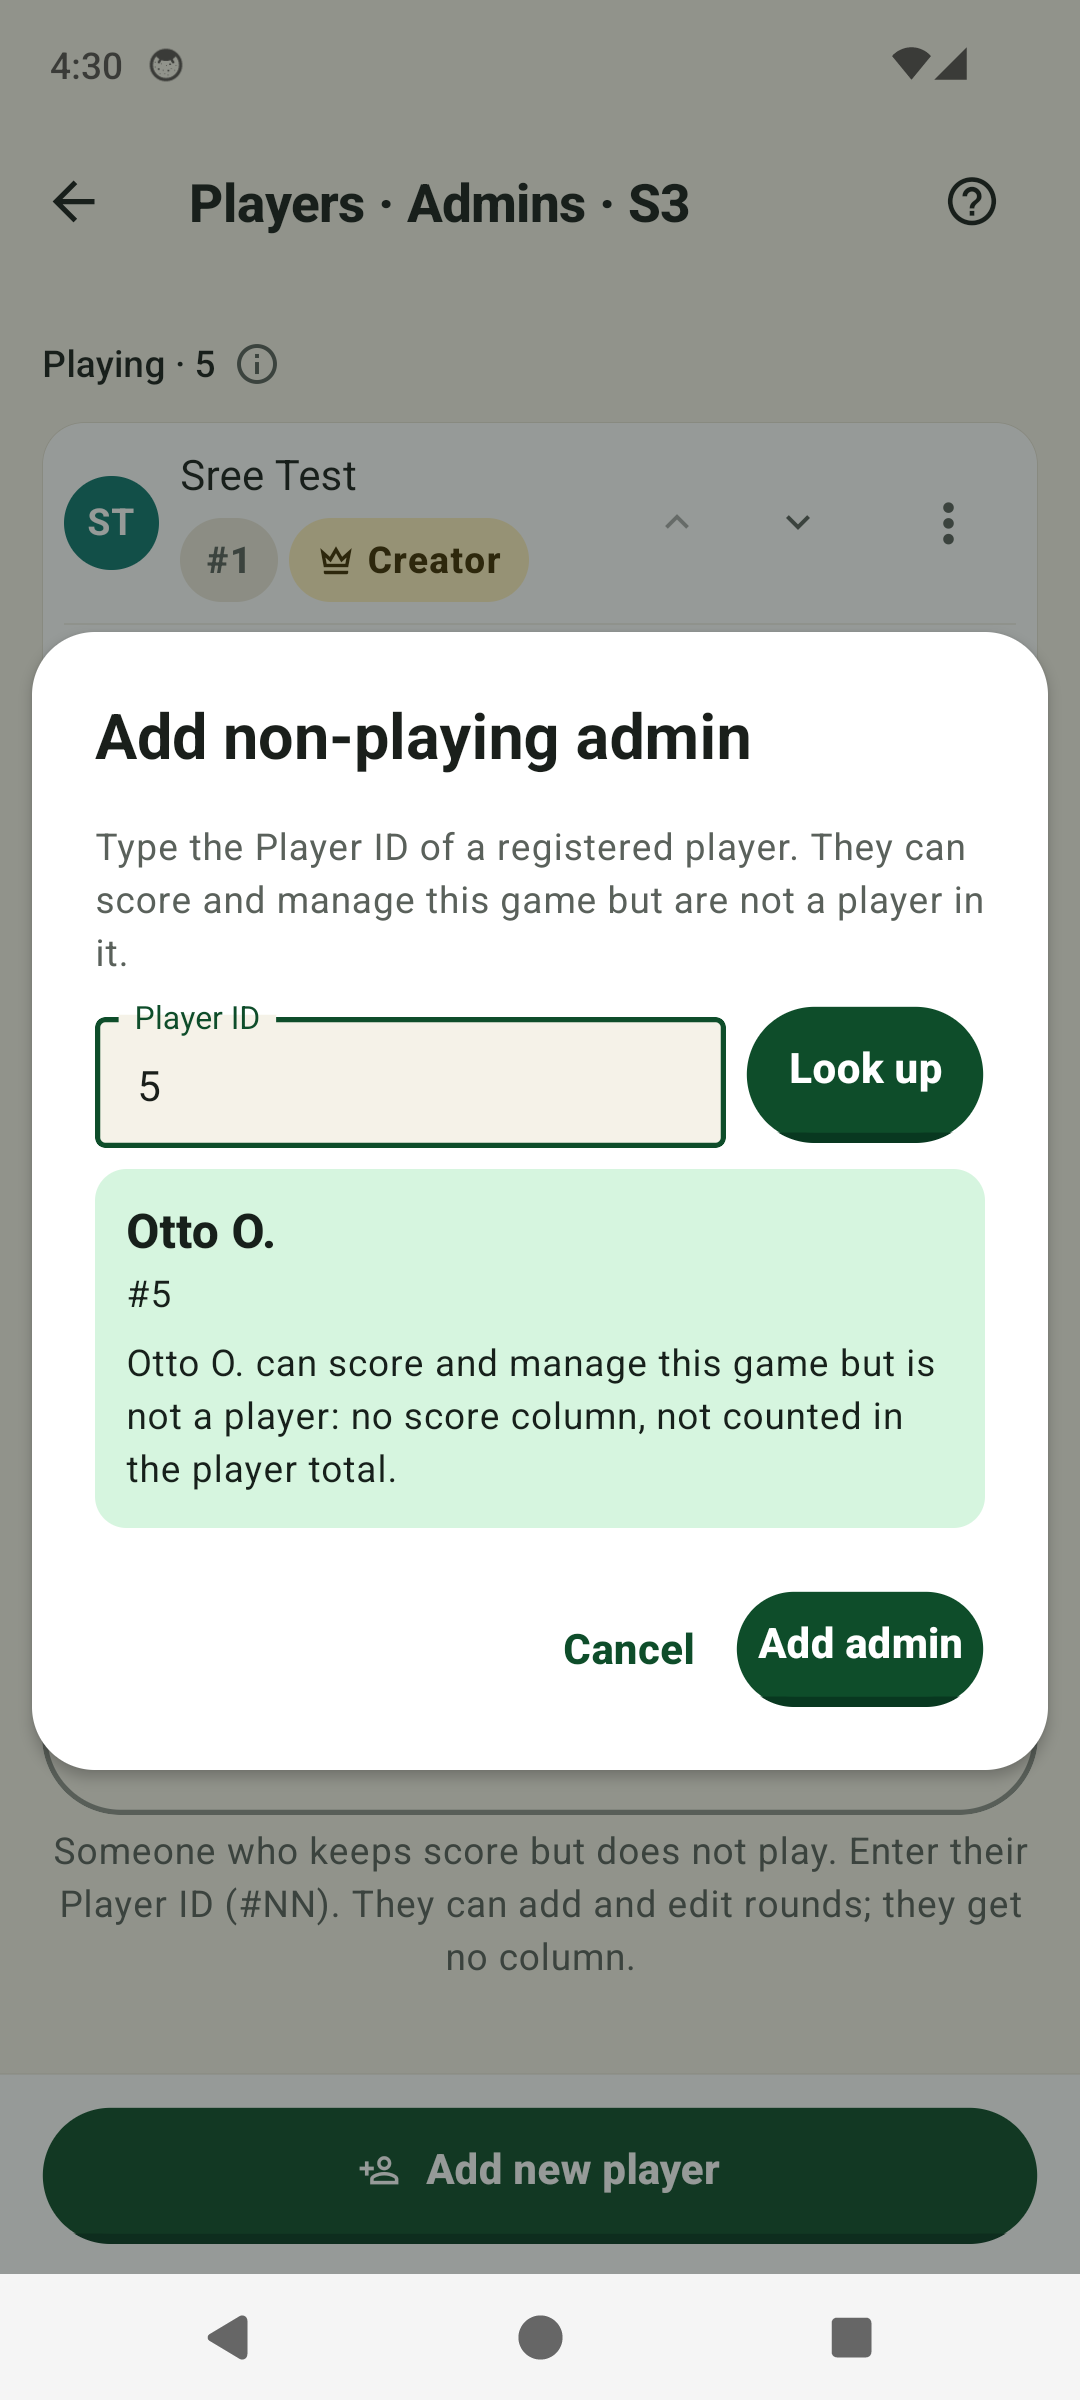 4:30
Players · Admins · S3
Playing · 5
ST
Sree Test
#1
Creator
Add non-playing admin
Type the Player ID of a registered player. They can
score and manage this game but are not a player in
it.
Player ID
5
Look up
Otto O.
#5
Otto O. can score and manage this game but is
not a player: no score column, not counted in
the player total.
Cancel
Add admin
Someone who keeps score but does not play. Enter their
Player ID (#NN). They can add and edit rounds; they get
no column.
Add new player